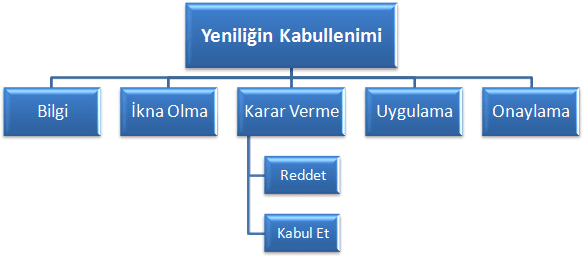 Yeniliğin Kabullenimi
Bilgi
İkna Olma
Karar Verme
Uygulama
Onaylama
Reddet
Kabul Et